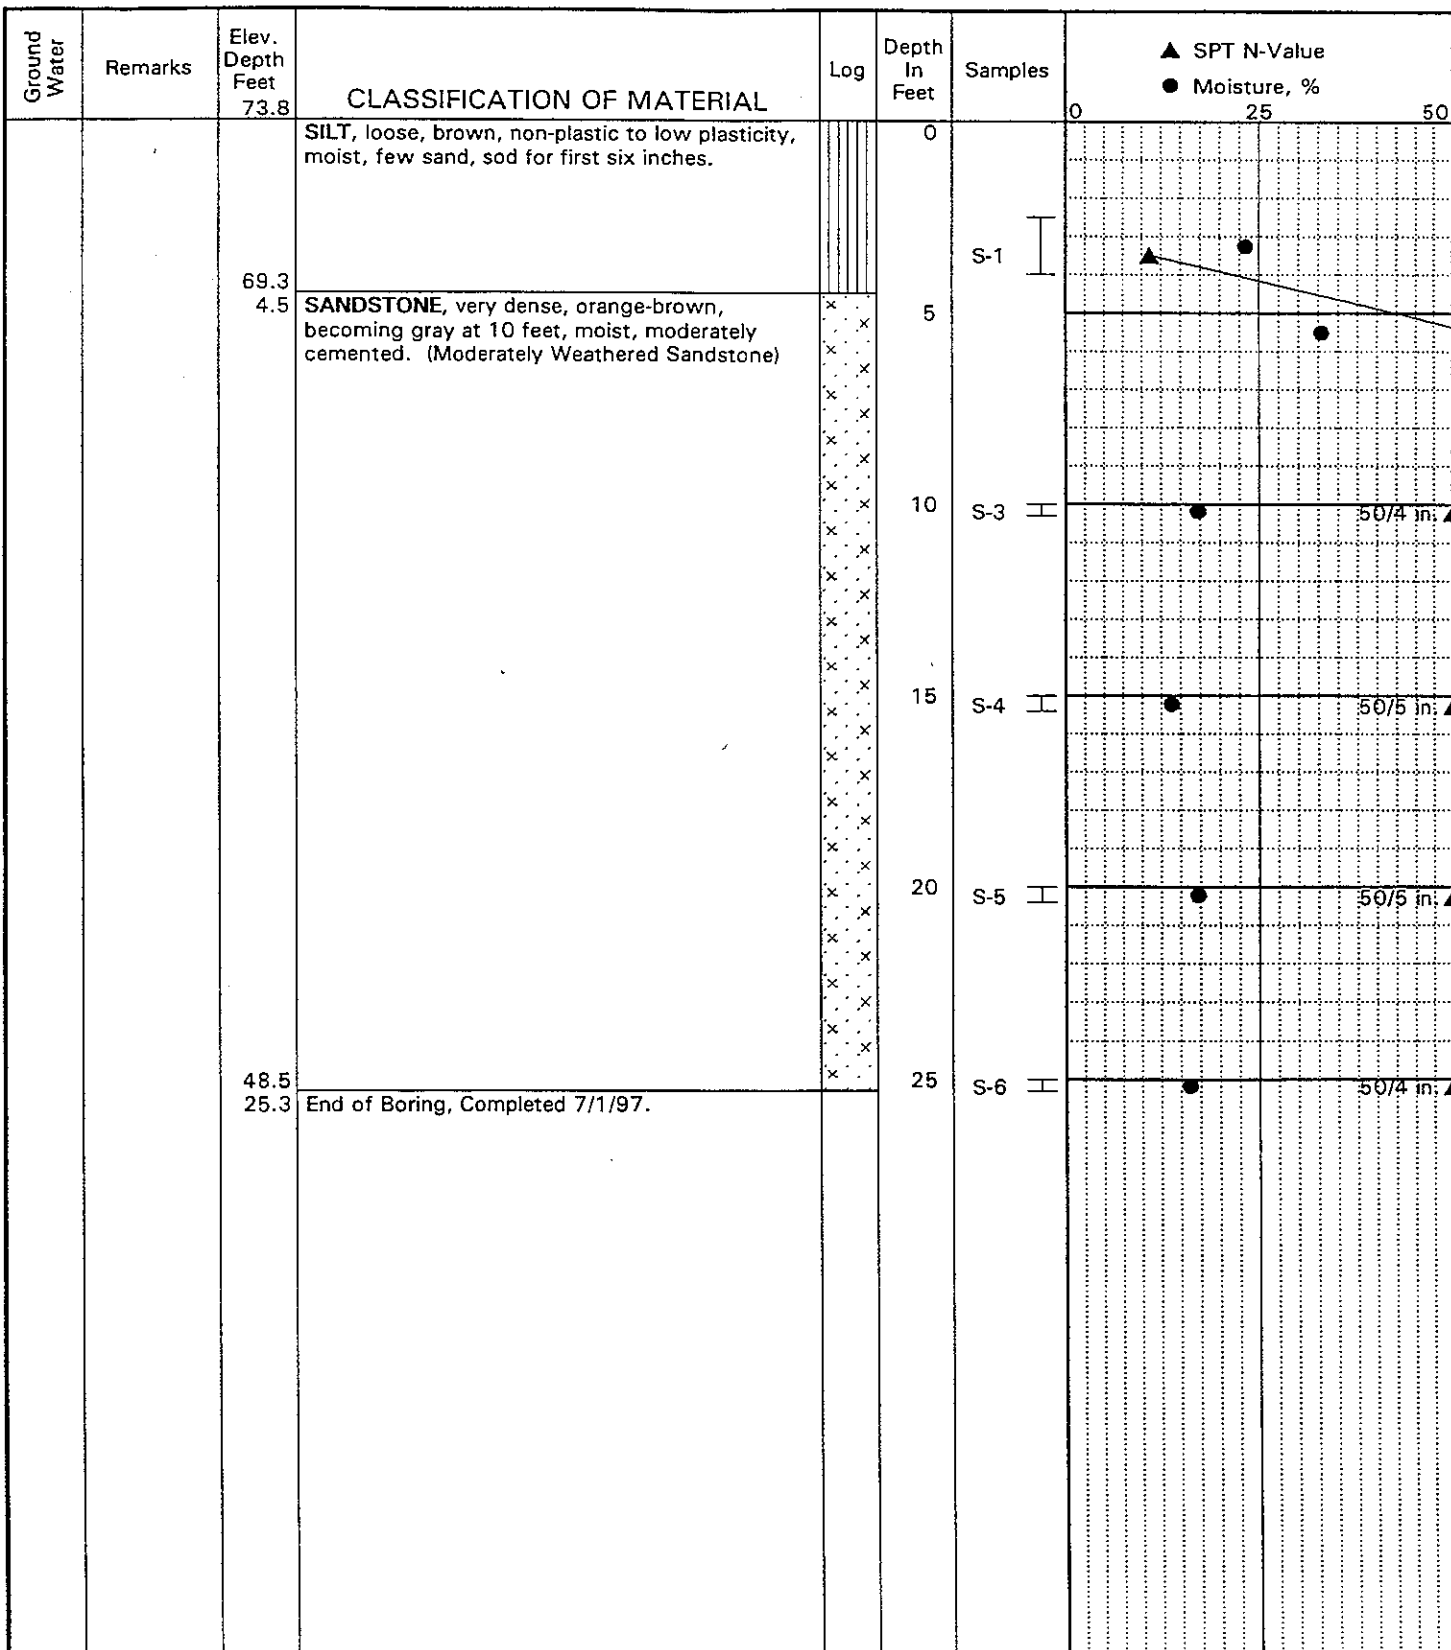 Ground
Water
Remarks
Elev.
Depth
Feet
73.8
CLASSIFICATION OF MATERIAL
Log
Depth
In
Feet
Samples
▲ SPT N-Value
● Moisture, %
0 25 50
SILT, loose, brown, non-plastic to low plasticity,
moist, few sand, sod for first six inches.
0
S-1
69.3
4.5
SANDSTONE, very dense, orange-brown,
becoming gray at 10 feet, moist, moderately
cemented. (Moderately Weathered Sandstone)
5
10 S-3 50/4 in.
15 S-4 50/5 in.
20 S-5 50/5 in.
48.5
25 S-6 50/4 in.
25.3 End of Boring, Completed 7/1/97.